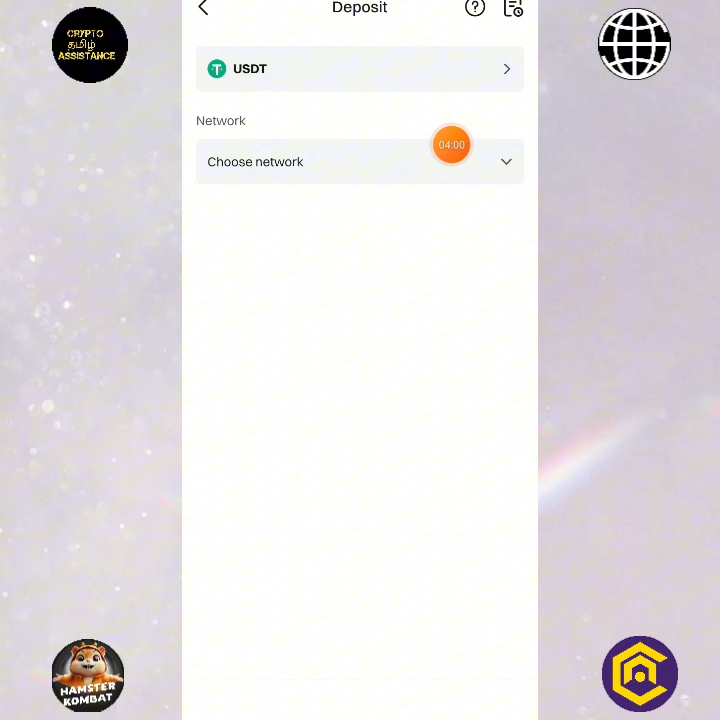 CRYPTO
தமிழ்
ASSISTANCE
Deposit
USDT
Network
04:00
Choose network
HAMSTER
KOMBAT